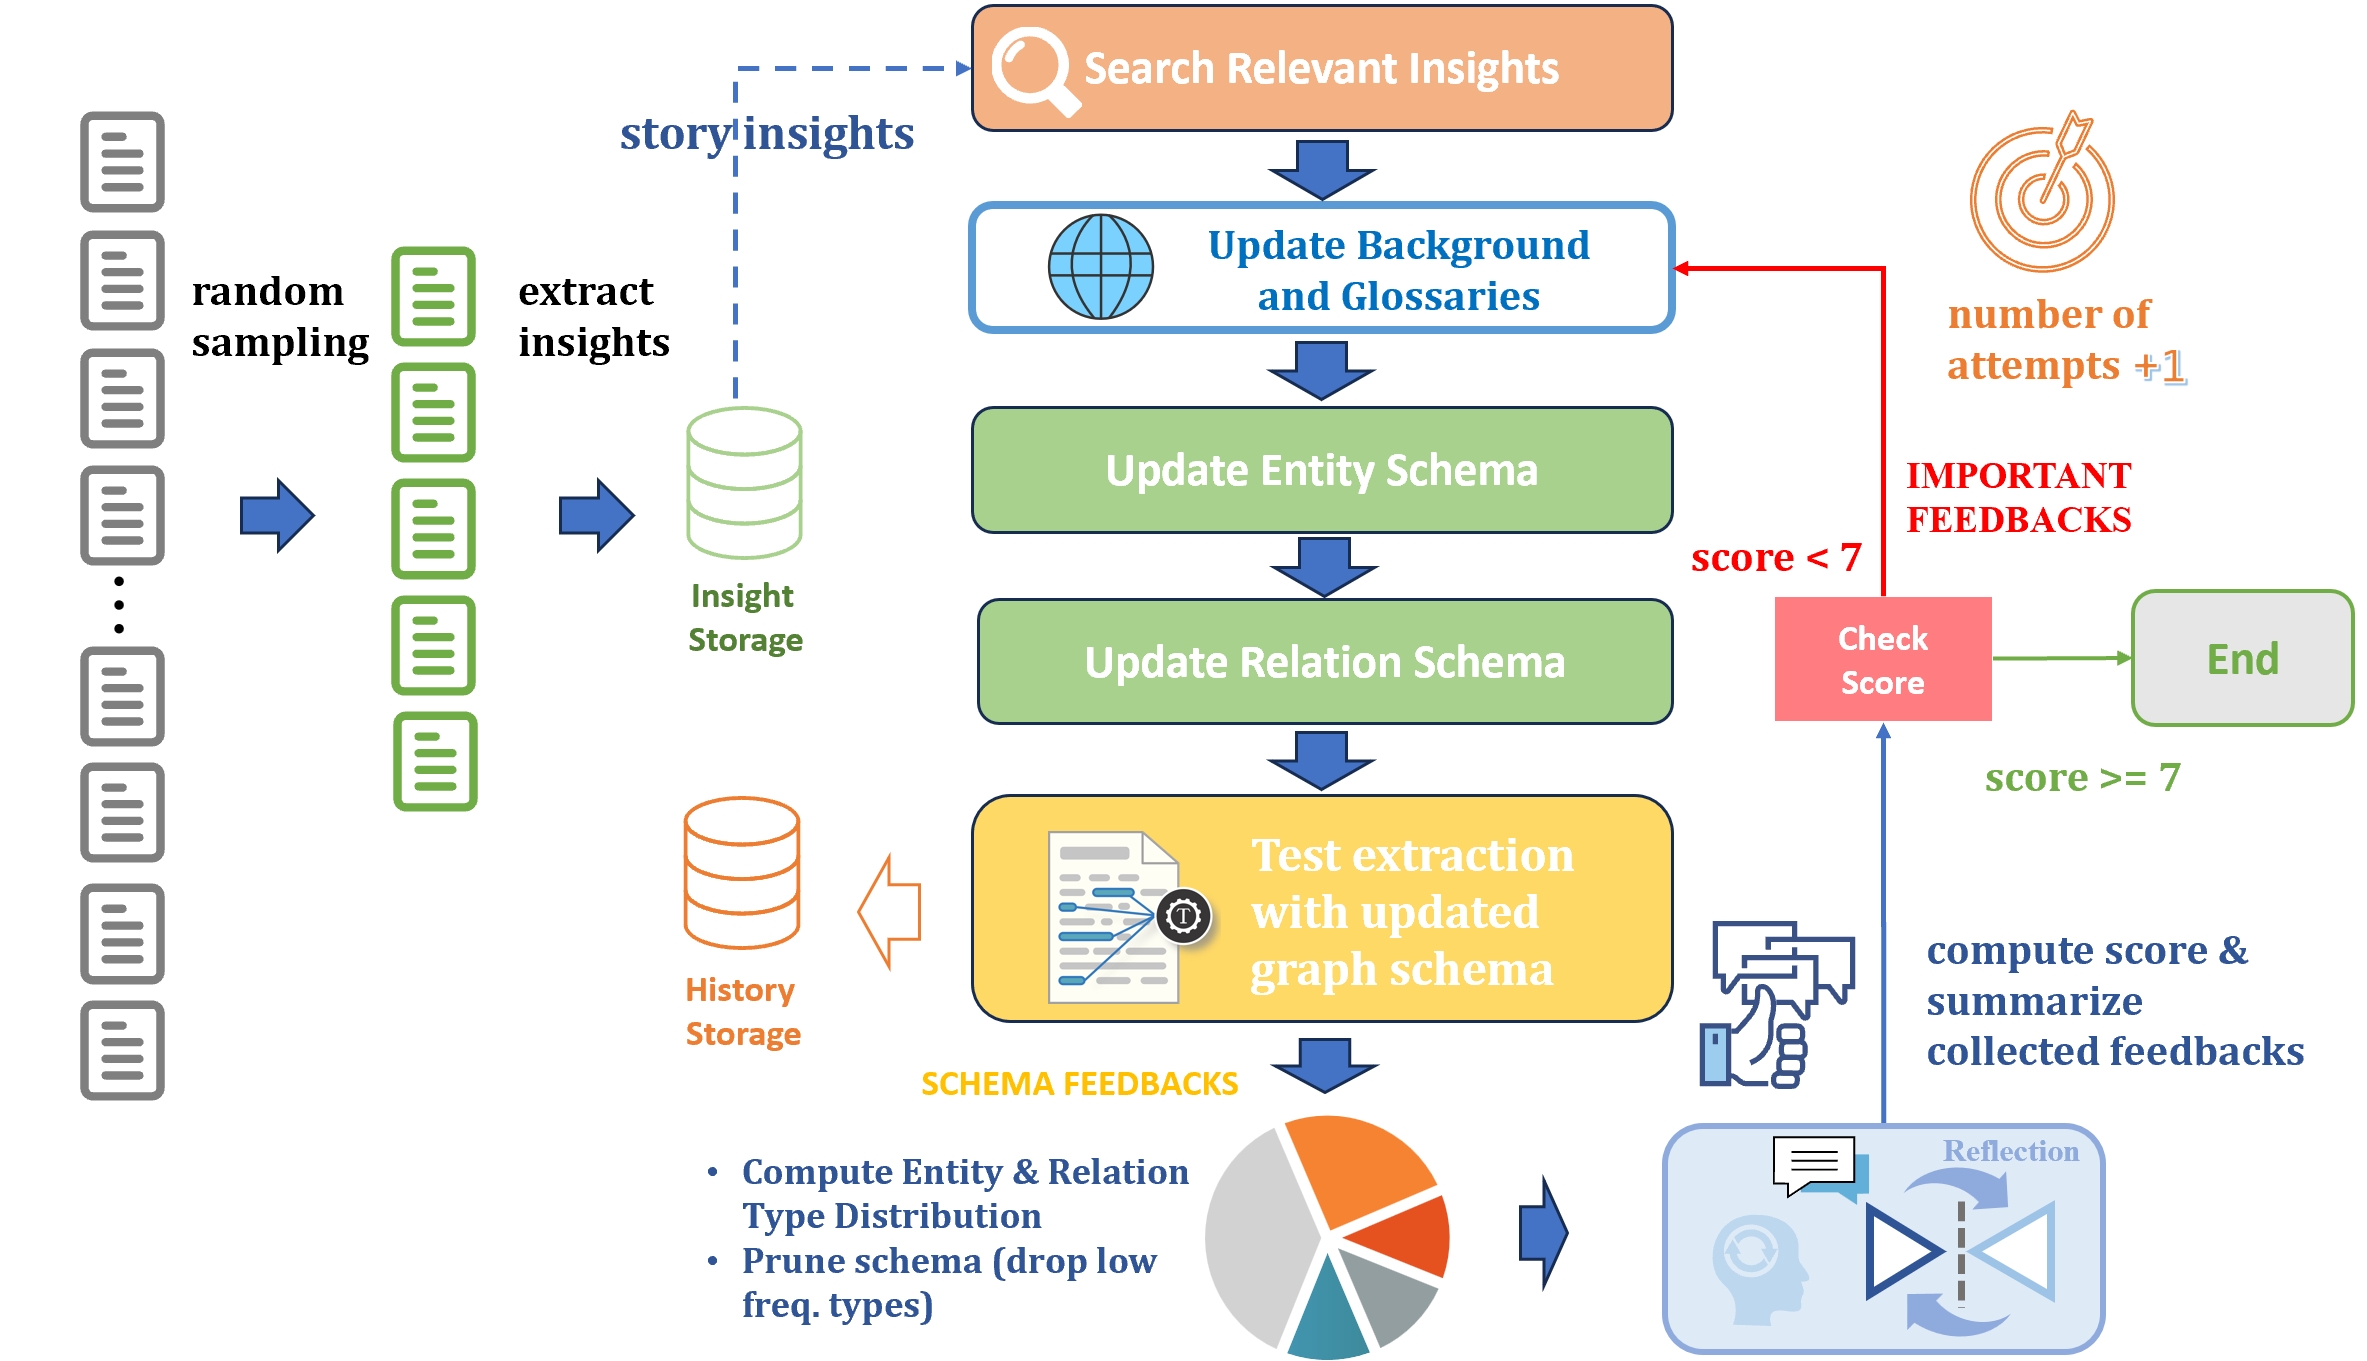 Search Relevant Insights
story insights
Update Background
and Glossaries
random
sampling
extract
insights
number of
attempts +1
Update Entity Schema
IMPORTANT
FEEDBACKS
score < 7
Insight
Storage
Update Relation Schema
Check
Score
End
score >= 7
Test extraction
with updated
graph schema
T
History
Storage
compute score &
summarize
collected feedbacks
SCHEMA FEEDBACKS
• Compute Entity & Relation
Type Distribution
• Prune schema (drop low
freq. types)
Reflection